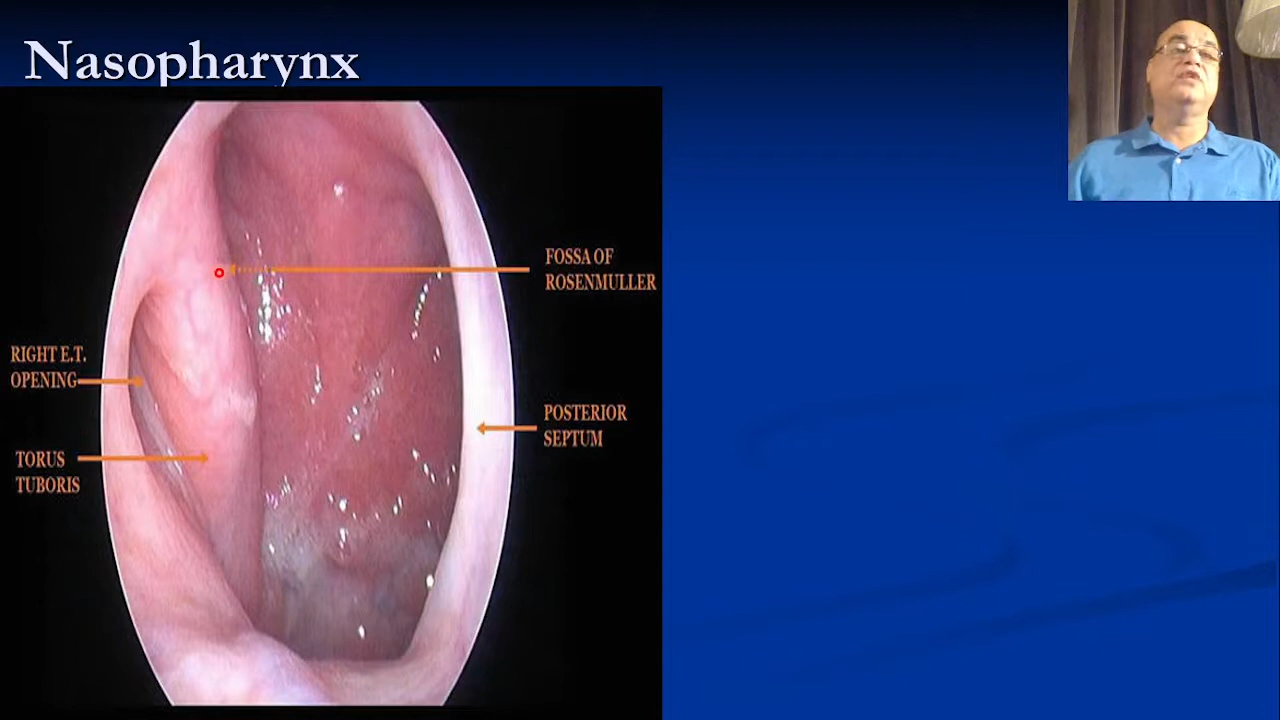 Nasopharynx
FOSSA OF
ROSENMULLER
RIGHT E.T.
OPENING
POSTERIOR
SEPTUM
TORUS
TUBORIS